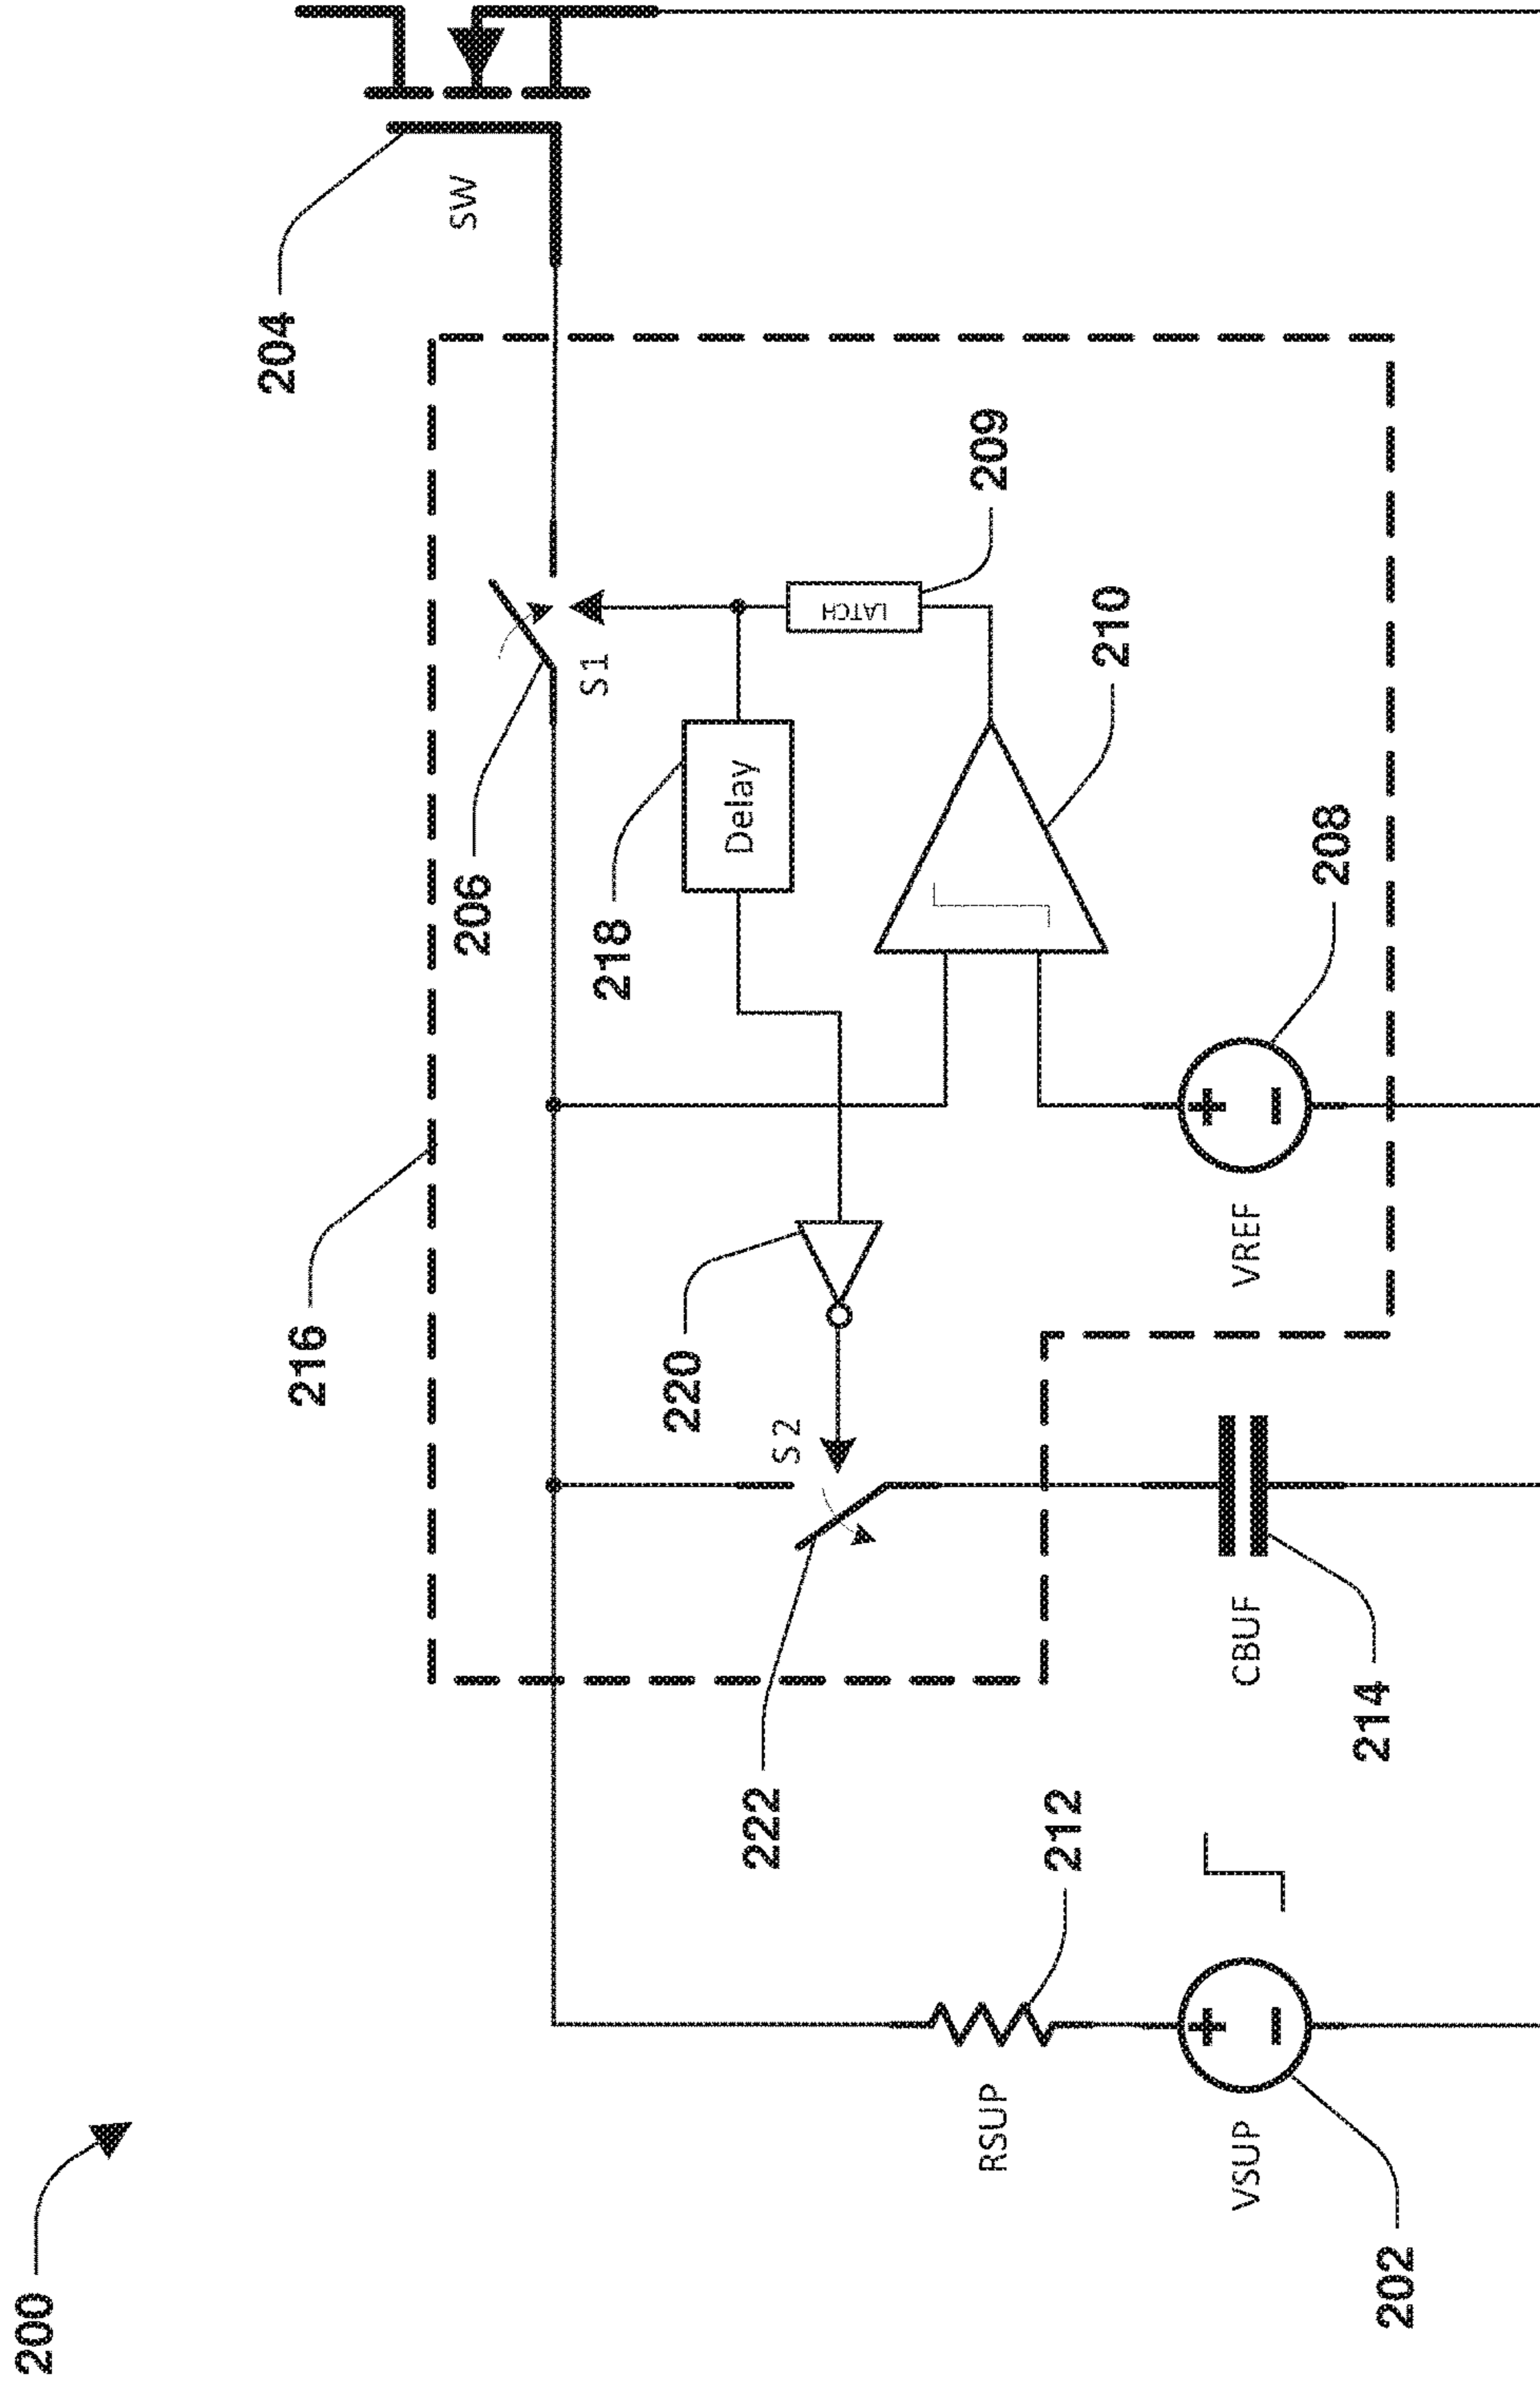 200
202
VSUP
RSUP
212
222
214
CBUF
S2
220
216
VREF
208
218
206
Delay
S1
210
209
LATCH
204
SW
+
−
+
−